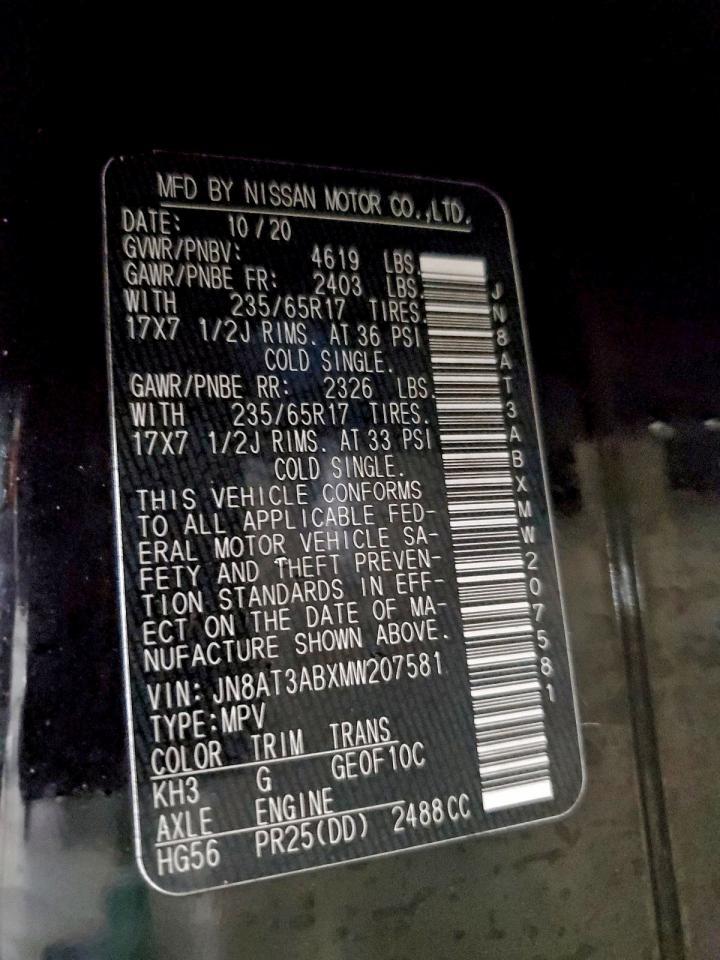 MFD BY NISSAN MOTOR CO.,LTD.
DATE: 10/20
GVWR/PNBV: 4619 LBS.
GAWR/PNBE FR: 2403 LBS.
WITH 235/65R17 TIRES.
17X7 1/2J RIMS. AT 36 PSI
COLD SINGLE.
GAWR/PNBE RR: 2326 LBS.
WITH 235/65R17 TIRES.
17X7 1/2J RIMS. AT 33 PSI
COLD SINGLE.
THIS VEHICLE CONFORMS
TO ALL APPLICABLE FED-
ERAL MOTOR VEHICLE SA-
FETY AND THEFT PREVEN-
TION STANDARDS IN EFF-
ECT ON THE DATE OF MA-
NUFACTURE SHOWN ABOVE.
VIN: JN8AT3ABXMW207581
TYPE:MPV
COLOR TRIM TRANS
KH3 G GE0F10C
AXLE ENGINE
HG56 PR25(DD) 2488CC
JN8AT3ABXMW207581